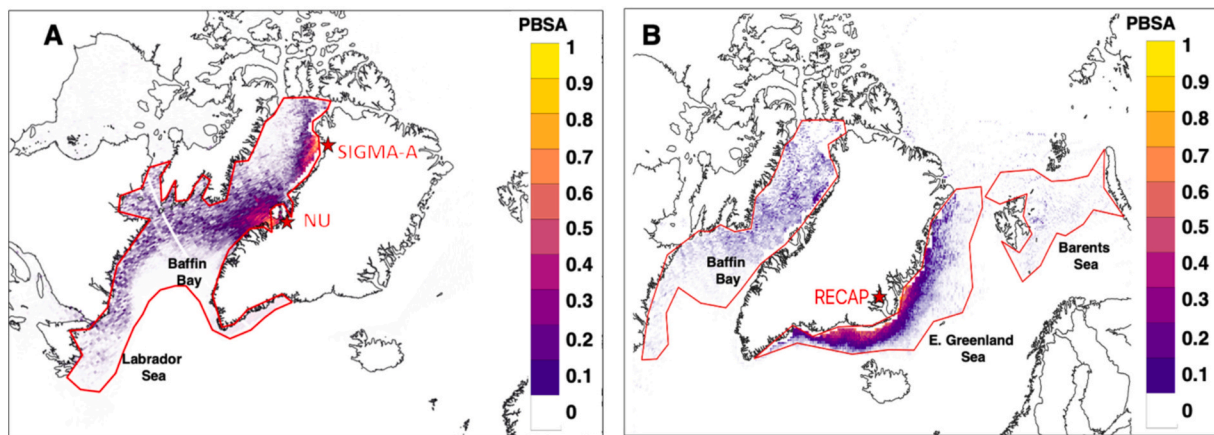 A
PBSA
1
0.9
0.8
0.7
0.6
0.5
0.4
0.3
0.2
0.1
0
SIGMA-A
NU
Baffin
Bay
Labrador
Sea
B
PBSA
1
0.9
0.8
0.7
0.6
0.5
0.4
0.3
0.2
0.1
0
Baffin
Bay
RECAP
Barents
Sea
E. Greenland
Sea